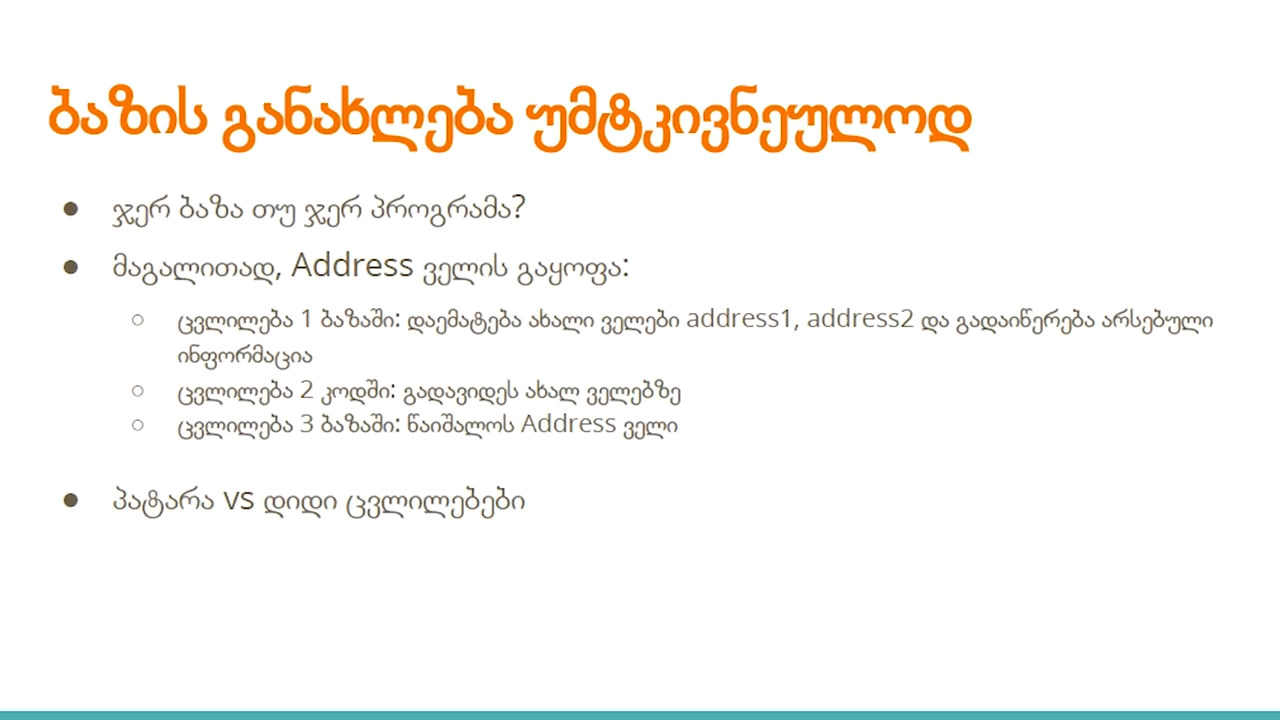 ბაზის განახლება უმტკივნეულოდ
● ჯერ ბაზა თუ ჯერ პროგრამა?
● მაგალითად, Address ველის გაყოფა:
○ ცვლილება 1 ბაზაში: დაემატება ახალი ველები address1, address2 და გადაიწერება არსებული
ინფორმაცია
○ ცვლილება 2 კოდში: გადავიდეს ახალ ველებზე
○ ცვლილება 3 ბაზაში: წაიშალოს Address ველი
● პატარა vs დიდი ცვლილებები